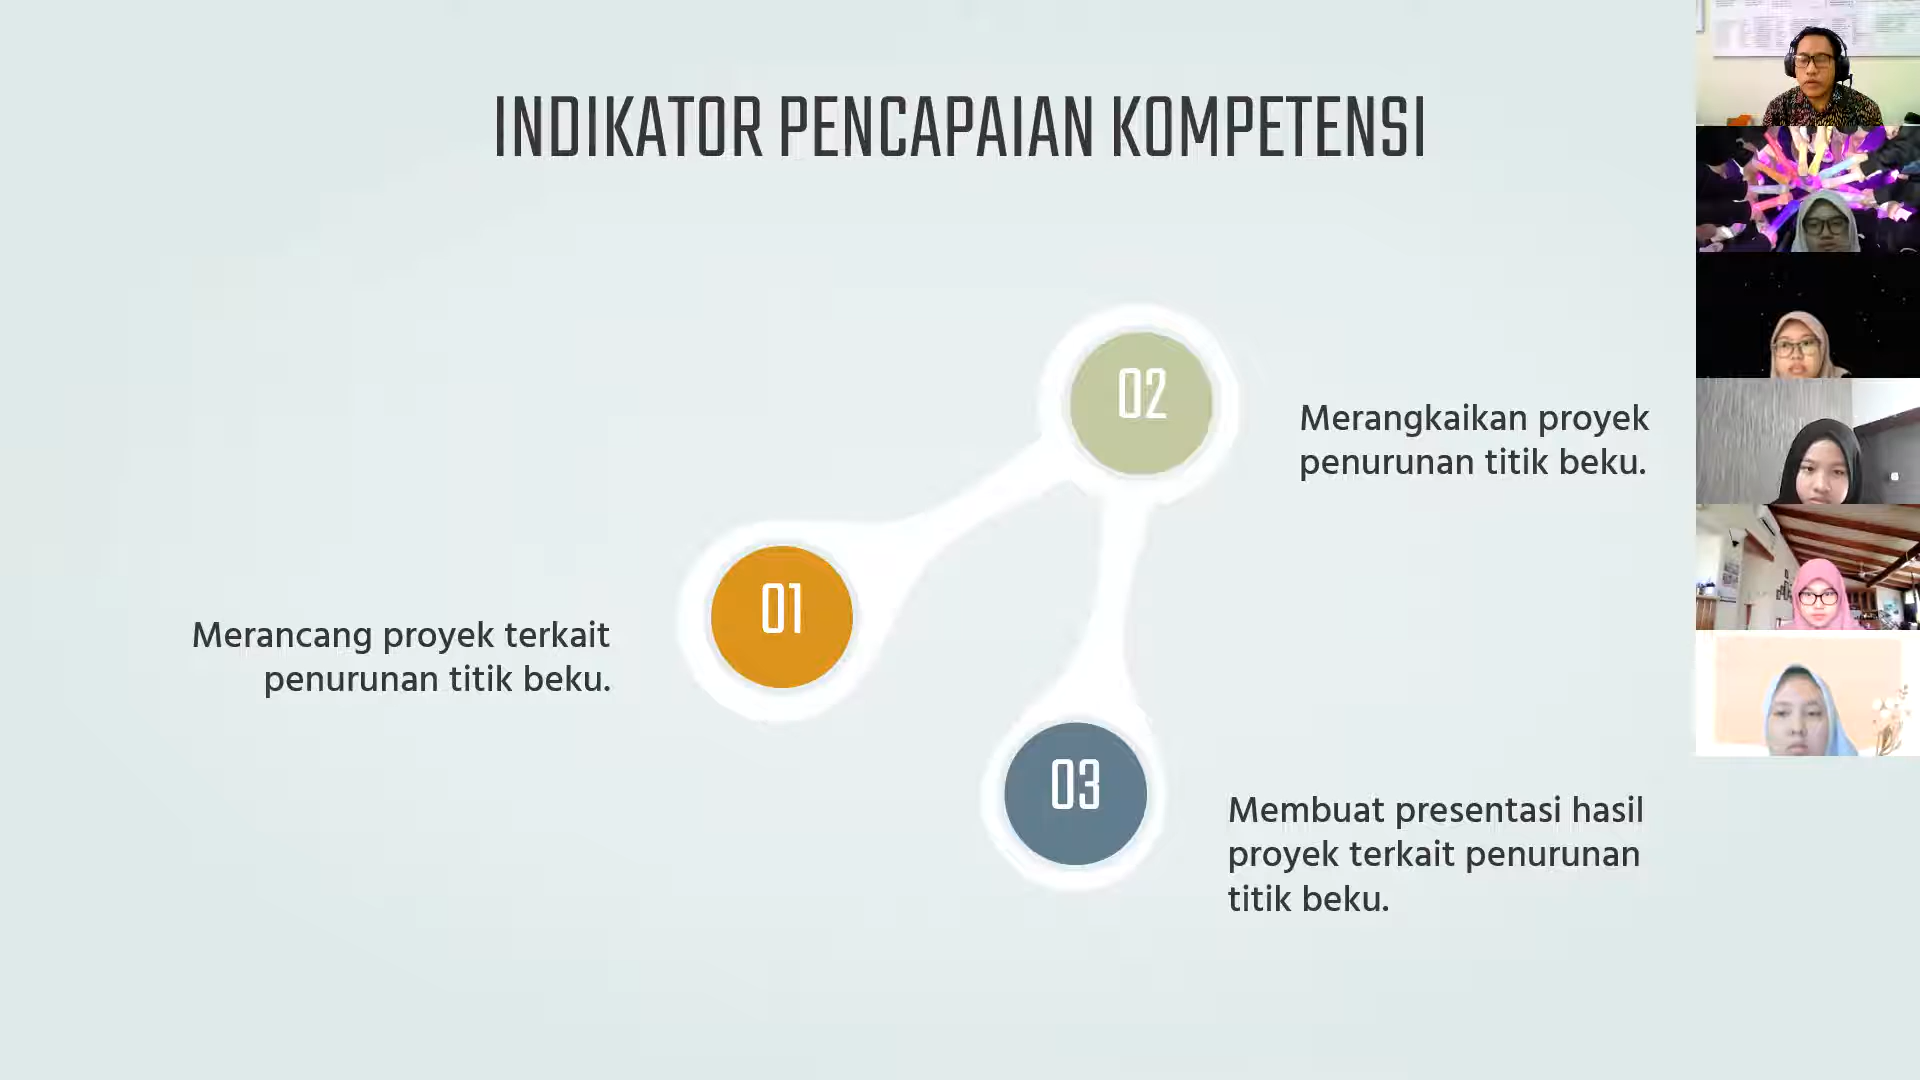 INDIKATOR PENCAPAIAN KOMPETENSI
01
Merancang proyek terkait
penurunan titik beku.
02
Merangkaikan proyek
penurunan titik beku.
03
Membuat presentasi hasil
proyek terkait penurunan
titik beku.